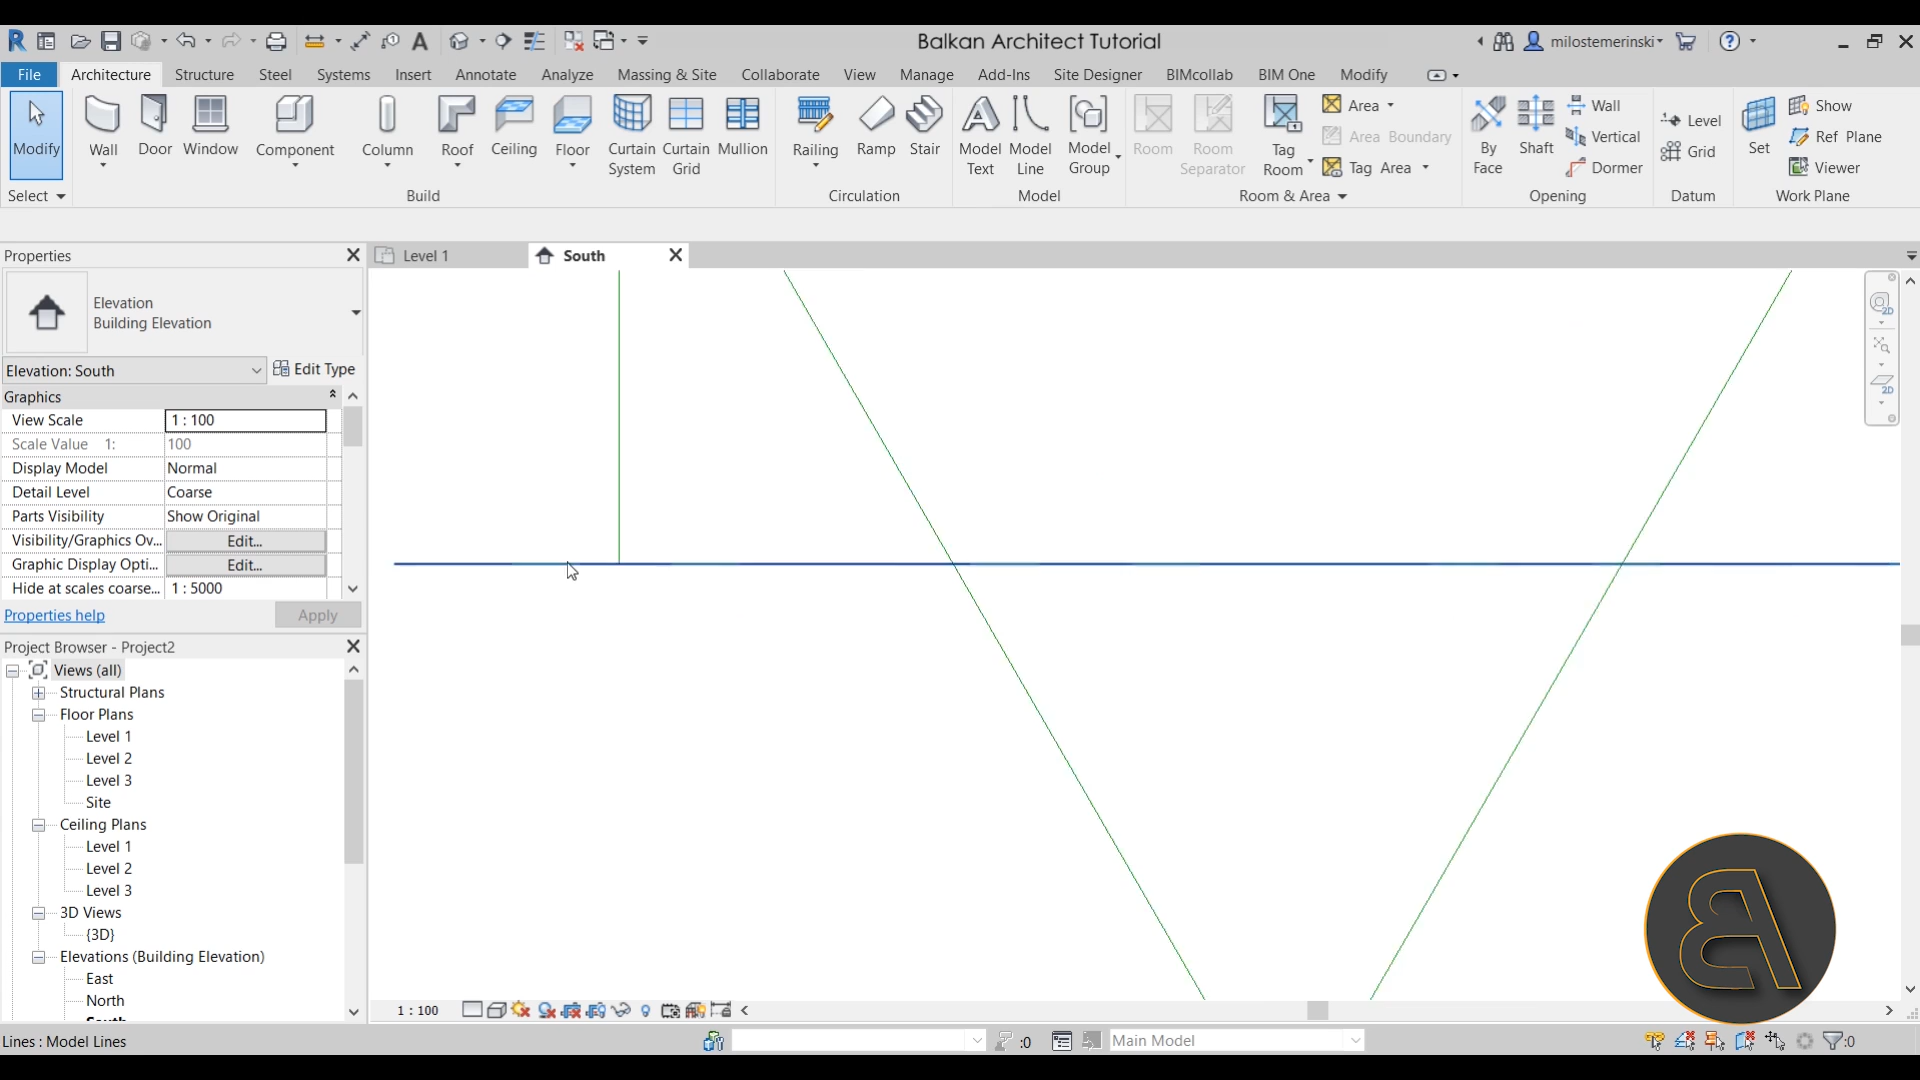 Balkan Architect Tutorial
milostemerinski
File Architecture Structure Steel Systems Insert Annotate Analyze Massing & Site Collaborate View Manage Add-Ins Site Designer BIMcollab BIM One Modify
Modify
Wall
Door
Window
Component
Column
Roof
Ceiling
Floor
Curtain System
Curtain Grid
Mullion
Railing
Ramp
Stair
Model Text
Model Line
Model Group
Room
Room Separator
Tag Room
Area
Area Boundary
Tag Area
By Face
Shaft
Wall
Vertical
Dormer
Level
Grid
Set
Show
Ref Plane
Viewer
Select
Build
Circulation
Model
Room & Area
Opening
Datum
Work Plane
Properties
Level 1
South
Elevation
Building Elevation
Elevation: South
Edit Type
Graphics
View Scale 1 : 100
Scale Value 1: 100
Display Model Normal
Detail Level Coarse
Parts Visibility Show Original
Visibility/Graphics Ov... Edit...
Graphic Display Opti... Edit...
Hide at scales coarse... 1 : 5000
Properties help
Apply
Project Browser - Project2
Views (all)
Structural Plans
Floor Plans
Level 1
Level 2
Level 3
Site
Ceiling Plans
Level 1
Level 2
Level 3
3D Views
{3D}
Elevations (Building Elevation)
East
North
South
2D
2D
1 : 100
Lines : Model Lines
:0
Main Model
:0